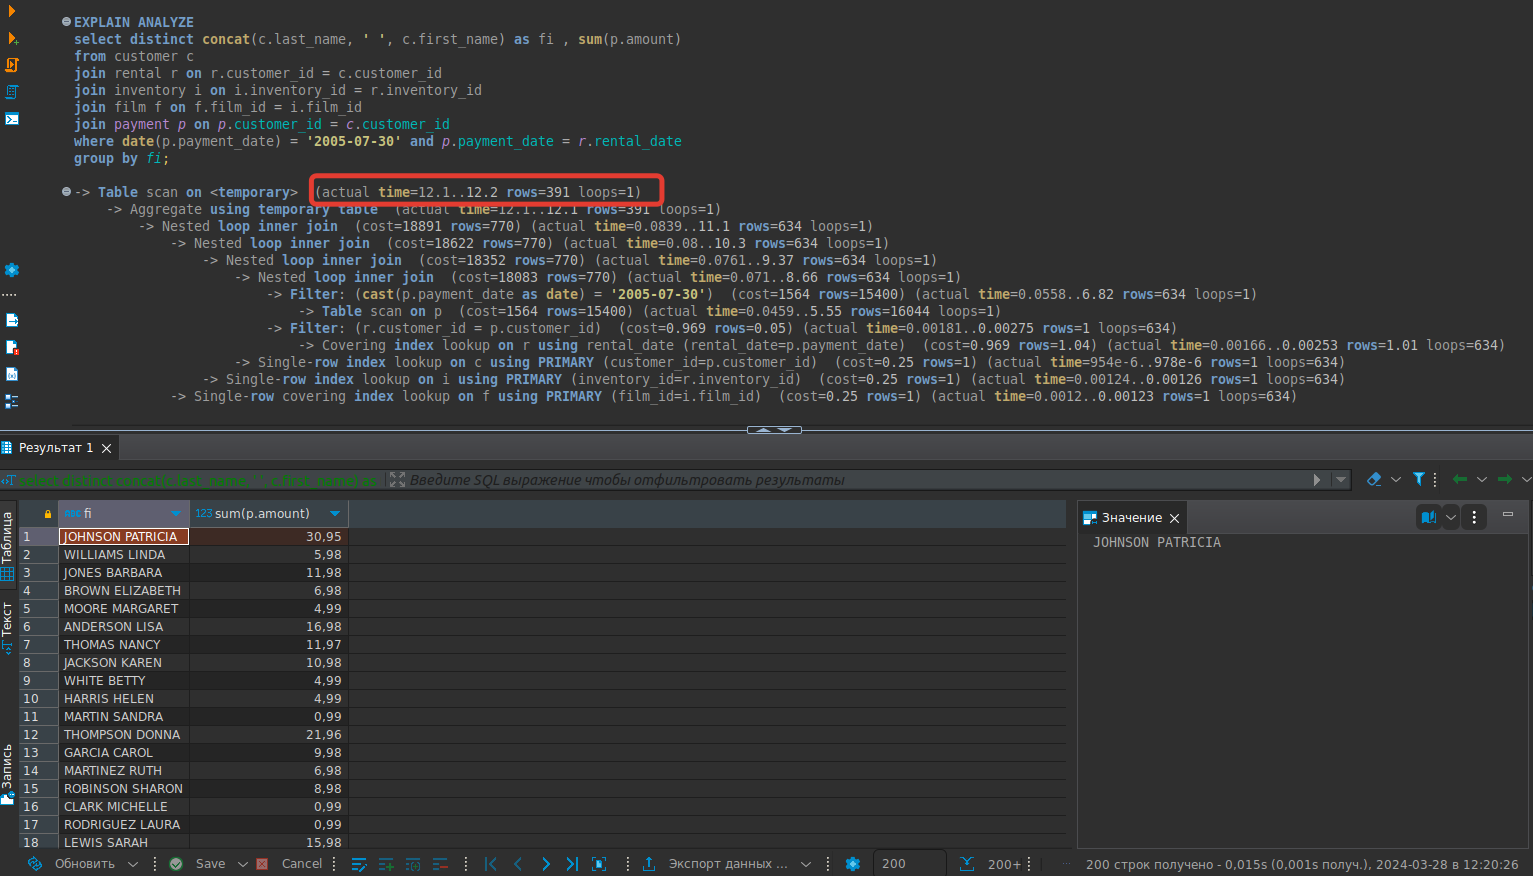 EXPLAIN ANALYZE
select distinct concat(c.last_name, ' ', c.first_name) as fi , sum(p.amount)
from customer c
join rental r on r.customer_id = c.customer_id
join inventory i on i.inventory_id = r.inventory_id
join film f on f.film_id = i.film_id
join payment p on p.customer_id = c.customer_id
where date(p.payment_date) = '2005-07-30' and p.payment_date = r.rental_date
group by fi;
-> Table scan on <temporary>  (actual time=12.1..12.2 rows=391 loops=1)
-> Aggregate using temporary table  (actual time=12.1..12.1 rows=391 loops=1)
-> Nested loop inner join  (cost=18891 rows=770) (actual time=0.0839..11.1 rows=634 loops=1)
-> Nested loop inner join  (cost=18622 rows=770) (actual time=0.08..10.3 rows=634 loops=1)
-> Nested loop inner join  (cost=18352 rows=770) (actual time=0.0761..9.37 rows=634 loops=1)
-> Nested loop inner join  (cost=18083 rows=770) (actual time=0.071..8.66 rows=634 loops=1)
-> Filter: (cast(p.payment_date as date) = '2005-07-30')  (cost=1564 rows=15400) (actual time=0.0558..6.82 rows=634 loops=1)
-> Table scan on p  (cost=1564 rows=15400) (actual time=0.0459..5.55 rows=16044 loops=1)
-> Filter: (r.customer_id = p.customer_id)  (cost=0.969 rows=0.05) (actual time=0.00181..0.00275 rows=1 loops=634)
-> Covering index lookup on r using rental_date (rental_date=p.payment_date)  (cost=0.969 rows=1.04) (actual time=0.00166..0.00253 rows=1.01 loops=634)
-> Single-row index lookup on c using PRIMARY (customer_id=p.customer_id)  (cost=0.25 rows=1) (actual time=954e-6..978e-6 rows=1 loops=634)
-> Single-row index lookup on i using PRIMARY (inventory_id=r.inventory_id)  (cost=0.25 rows=1) (actual time=0.00124..0.00126 rows=1 loops=634)
-> Single-row covering index lookup on f using PRIMARY (film_id=i.film_id)  (cost=0.25 rows=1) (actual time=0.0012..0.00123 rows=1 loops=634)
Результат 1
select distinct concat(c.last_name, ' ', c.first_name) as
Введите SQL выражение чтобы отфильтровать результаты
Таблица
Текст
Запись
abc fi 123 sum(p.amount)
1 JOHNSON PATRICIA 30,95
2 WILLIAMS LINDA 5,98
3 JONES BARBARA 11,98
4 BROWN ELIZABETH 6,98
5 MOORE MARGARET 4,99
6 ANDERSON LISA 16,98
7 THOMAS NANCY 11,97
8 JACKSON KAREN 10,98
9 WHITE BETTY 4,99
10 HARRIS HELEN 4,99
11 MARTIN SANDRA 0,99
12 THOMPSON DONNA 21,96
13 GARCIA CAROL 9,98
14 MARTINEZ RUTH 6,98
15 ROBINSON SHARON 8,98
16 CLARK MICHELLE 0,99
17 RODRIGUEZ LAURA 0,99
18 LEWIS SARAH 15,98
Значение
JOHNSON PATRICIA
Обновить Save Cancel Экспорт данных ... 200 200+ 200 строк получено - 0,015s (0,001s получ.), 2024-03-28 в 12:20:26